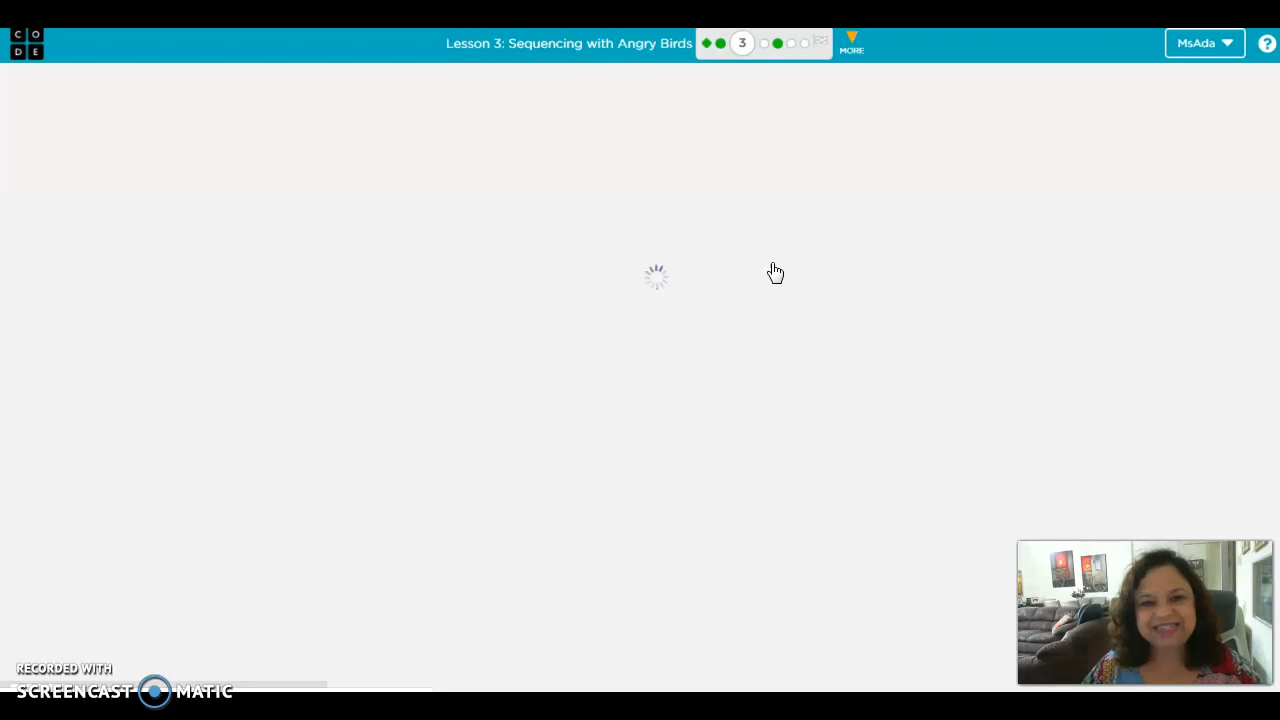 C O
D E
Lesson 3: Sequencing with Angry Birds
3
MORE
MsAda
?
RECORDED WITH
SCREENCAST MATIC